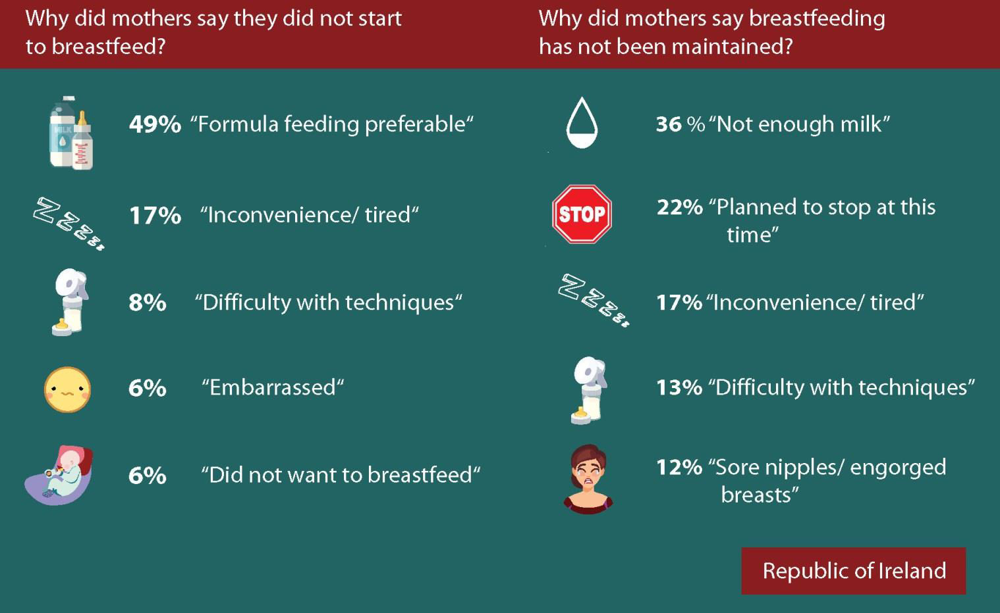 Why did mothers say they did not start
to breastfeed?
49% “Formula feeding preferable“
17% “Inconvenience/ tired“
8% “Difficulty with techniques“
6% “Embarrassed“
6% “Did not want to breastfeed“
MILK
Why did mothers say breastfeeding
has not been maintained?
36 % “Not enough milk”
STOP
22% “Planned to stop at this
time”
17% “Inconvenience/ tired”
13% “Difficulty with techniques”
12% “Sore nipples/ engorged
breasts”
ZZZZz
ZZZZz
Republic of Ireland